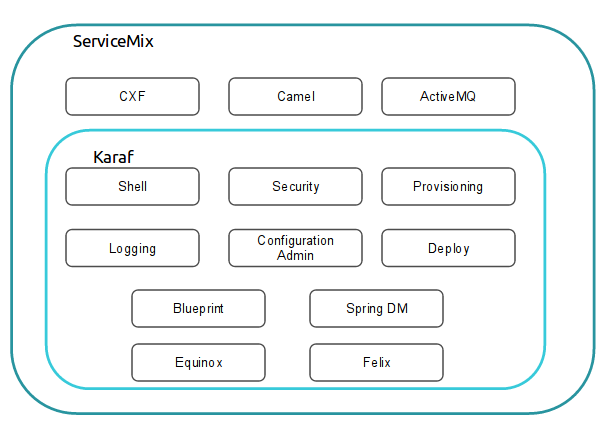 ServiceMix
CXF
Camel
ActiveMQ
Karaf
Shell
Security
Provisioning
Logging
Configuration
Admin
Deploy
Blueprint
Spring DM
Equinox
Felix